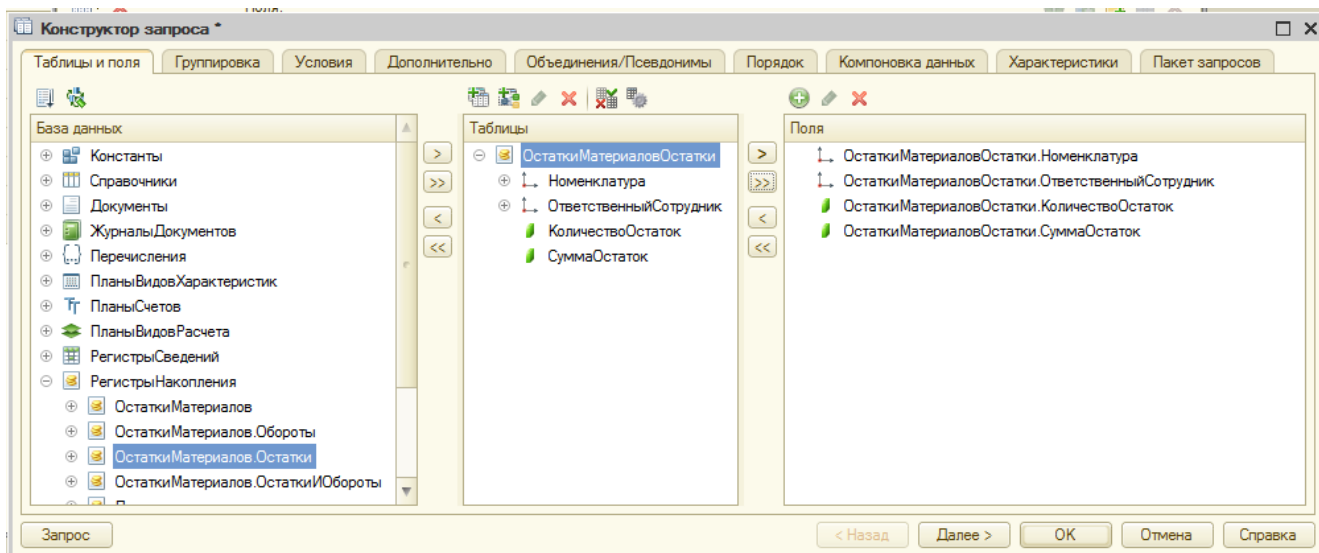 Конструктор запроса *
Таблицы и поля Группировка Условия Дополнительно Объединения/Псевдонимы Порядок Компоновка данных Характеристики Пакет запросов
База данных
Константы
Справочники
Документы
ЖурналыДокументов
Перечисления
ПланыВидовХарактеристик
ПланыСчетов
ПланыВидовРасчета
РегистрыСведений
РегистрыНакопления
ОстаткиМатериалов
ОстаткиМатериалов.Обороты
ОстаткиМатериалов.Остатки
ОстаткиМатериалов.ОстаткиИОбороты
>
>>
<
<<
Таблицы
ОстаткиМатериаловОстатки
Номенклатура
ОтветственныйСотрудник
КоличествоОстаток
СуммаОстаток
>
>>
<
<<
Поля
ОстаткиМатериаловОстатки.Номенклатура
ОстаткиМатериаловОстатки.ОтветственныйСотрудник
ОстаткиМатериаловОстатки.КоличествоОстаток
ОстаткиМатериаловОстатки.СуммаОстаток
Запрос < Назад Далее > ОК Отмена Справка